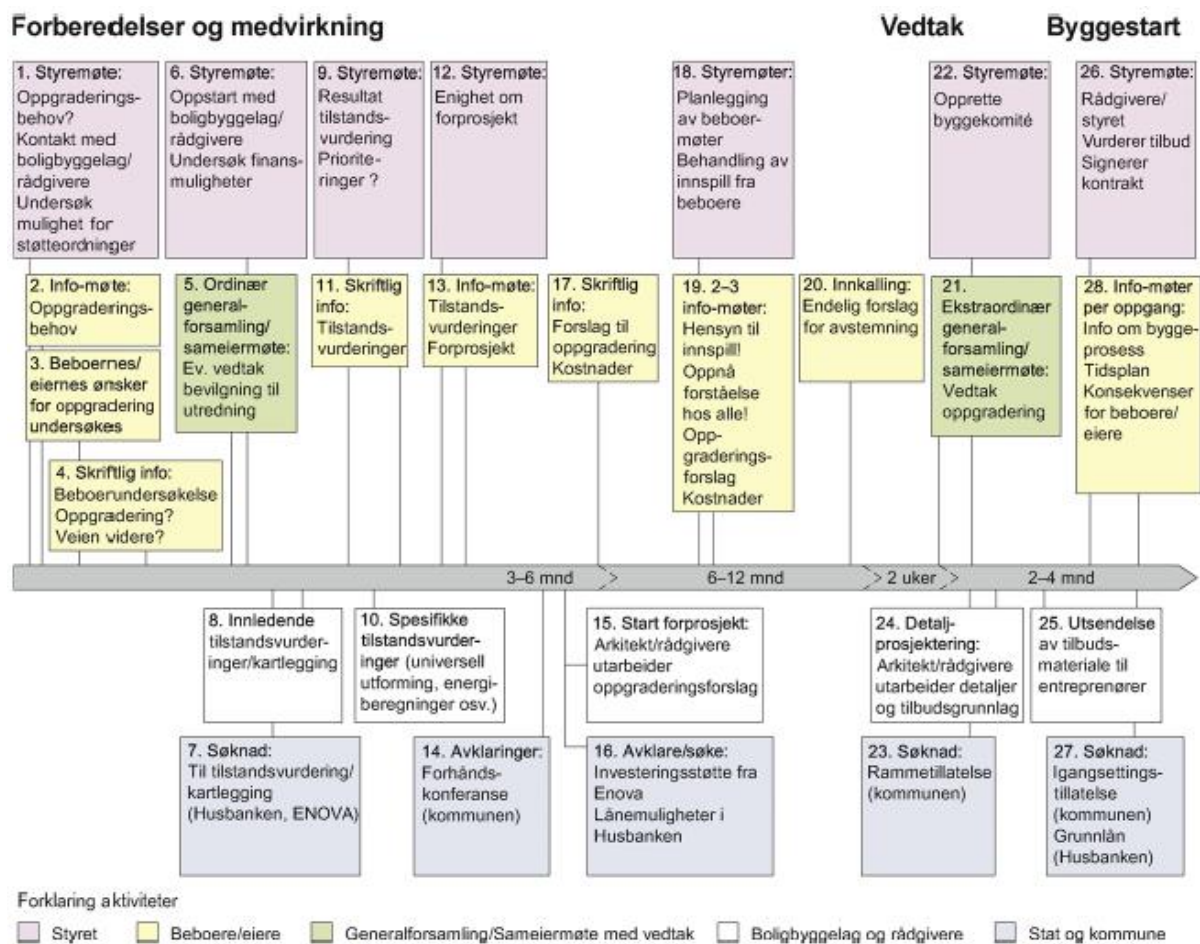 Forberedelser og medvirkning
Vedtak
Byggestart
1. Styremøte:
Oppgraderings-
behov?
Kontakt med
boligbyggelag/
rådgivere
Undersøk
mulighet for
støtteordninger
6. Styremøte:
Oppstart med
boligbyggelag/
rådgivere
Undersøk finans-
muligheter
9. Styremøte:
Resultat
tilstands-
vurdering
Priorite-
ringer ?
12. Styremøte:
Enighet om
forprosjekt
18. Styremøter:
Planlegging
av beboer-
møter
Behandling av
innspill fra
beboere
22. Styremøte:
Opprette
byggekomité
26. Styremøte:
Rådgivere/
styret
Vurderer tilbud
Signerer
kontrakt
2. Info-møte:
Oppgraderings-
behov
3. Beboernes/
eiernes ønsker
for oppgradering
undersøkes
4. Skriftlig info:
Beboerundersøkelse
Oppgradering?
Veien videre?
5. Ordinær
general-
forsamling/
sameiermøte:
Ev. vedtak
bevilgning til
utredning
11. Skriftlig
info:
Tilstands-
vurderinger
13. Info-møte:
Tilstands-
vurderinger
Forprosjekt
17. Skriftlig
info:
Forslag til
oppgradering
Kostnader
19. 2–3
info-møter:
Hensyn til
innspill!
Oppnå
forståelse
hos alle!
Opp-
graderings-
forslag
Kostnader
20. Innkalling:
Endelig forslag
for avstemning
21.
Ekstraordinær
general-
forsamling/
sameiermøte:
Vedtak
oppgradering
28. Info-møter
per oppgang:
Info om bygge-
prosess
Tidsplan
Konsekvenser
for beboere/
eiere
3–6 mnd
6–12 mnd
2 uker
2–4 mnd
8. Innledende
tilstandsvurder-
inger/kartlegging
10. Spesifikke
tilstandsvurder-
inger (universell
utforming, energi-
beregninger osv.)
15. Start forprosjekt:
Arkitekt/rådgivere
utarbeider
oppgraderingsforslag
24. Detalj-
prosjektering:
Arkitekt/rådgivere
utarbeider detaljer
og tilbudsgrunnlag
25. Utsendelse
av tilbuds-
materiale til
entreprenører
7. Søknad:
Til tilstandsvurdering/
kartlegging
(Husbanken, ENOVA)
14. Avklaringer:
Forhånds-
konferanse
(kommunen)
16. Avklare/søke:
Investeringsstøtte fra
Enova
Lånemuligheter i
Husbanken
23. Søknad:
Rammetillatelse
(kommunen)
27. Søknad:
Igangsettings-
tillatelse
(kommunen)
Grunnlån
(Husbanken)
Forklaring aktiviteter
Styret
Beboere/eiere
Generalforsamling/Sameiermøte med vedtak
Boligbyggelag og rådgivere
Stat og kommune